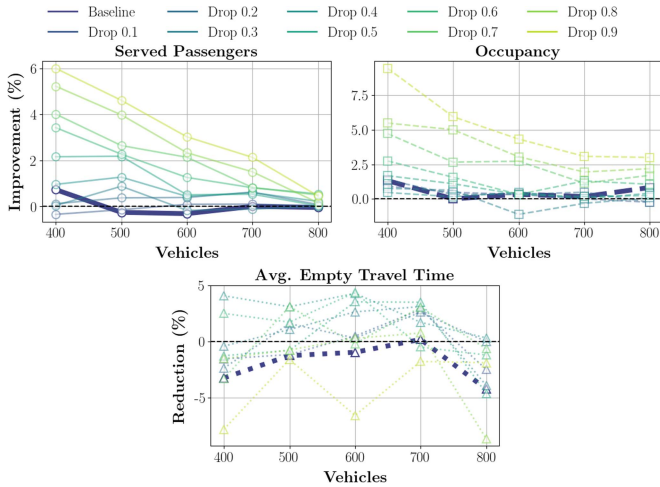 Baseline Drop 0.2 Drop 0.4 Drop 0.6 Drop 0.8
Drop 0.1 Drop 0.3 Drop 0.5 Drop 0.7 Drop 0.9
Served Passengers
Improvement (%)
6
4
2
0
400 500 600 700 800
Vehicles
Occupancy
7.5
5.0
2.5
0.0
400 500 600 700 800
Vehicles
Avg. Empty Travel Time
Reduction (%)
5
0
-5
400 500 600 700 800
Vehicles